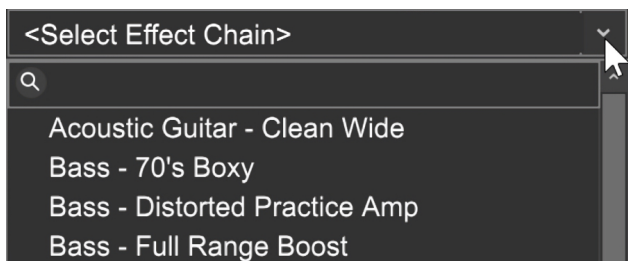 <Select Effect Chain>
Acoustic Guitar - Clean Wide
Bass - 70's Boxy
Bass - Distorted Practice Amp
Bass - Full Range Boost